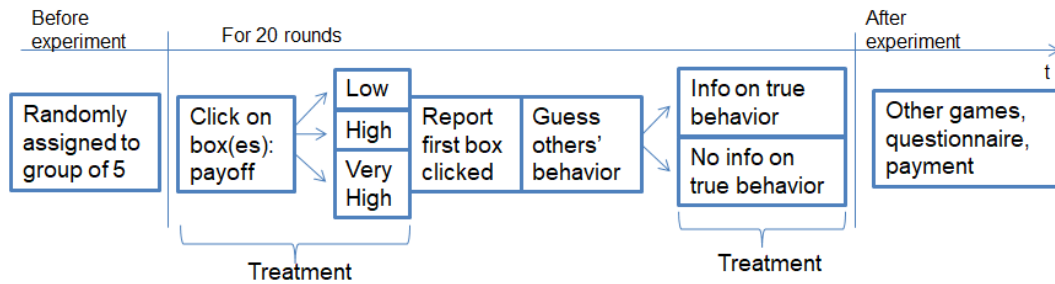 Before
experiment
For 20 rounds
After
experiment
t
Randomly
assigned to
group of 5
Click on
box(es):
payoff
Low
High
Very
High
Report
first box
clicked
Guess
others’
behavior
Info on true
behavior
No info on
true behavior
Other games,
questionnaire,
payment
Treatment
Treatment